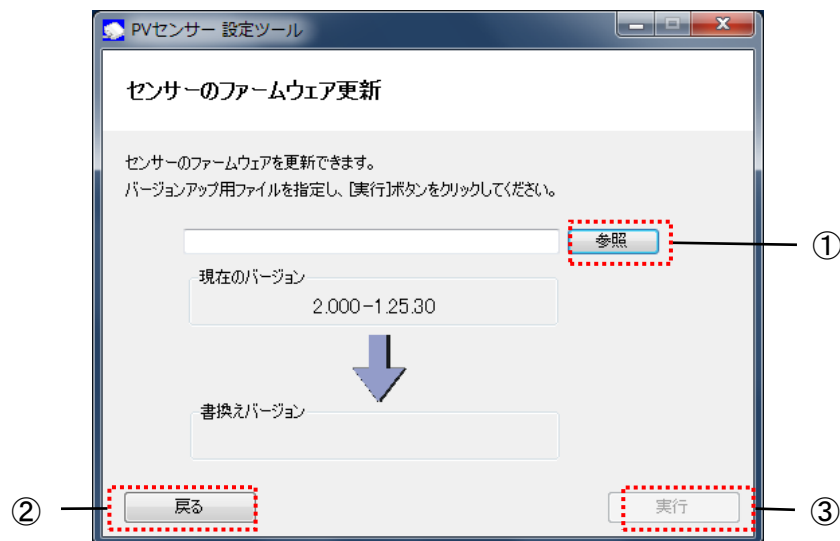 PVセンサー 設定ツール
センサーのファームウェア更新
センサーのファームウェアを更新できます。
バージョンアップ用ファイルを指定し、[実行]ボタンをクリックしてください。
参照
①
現在のバージョン
2.000-1.25.30
書換えバージョン
②
戻る
実行
③